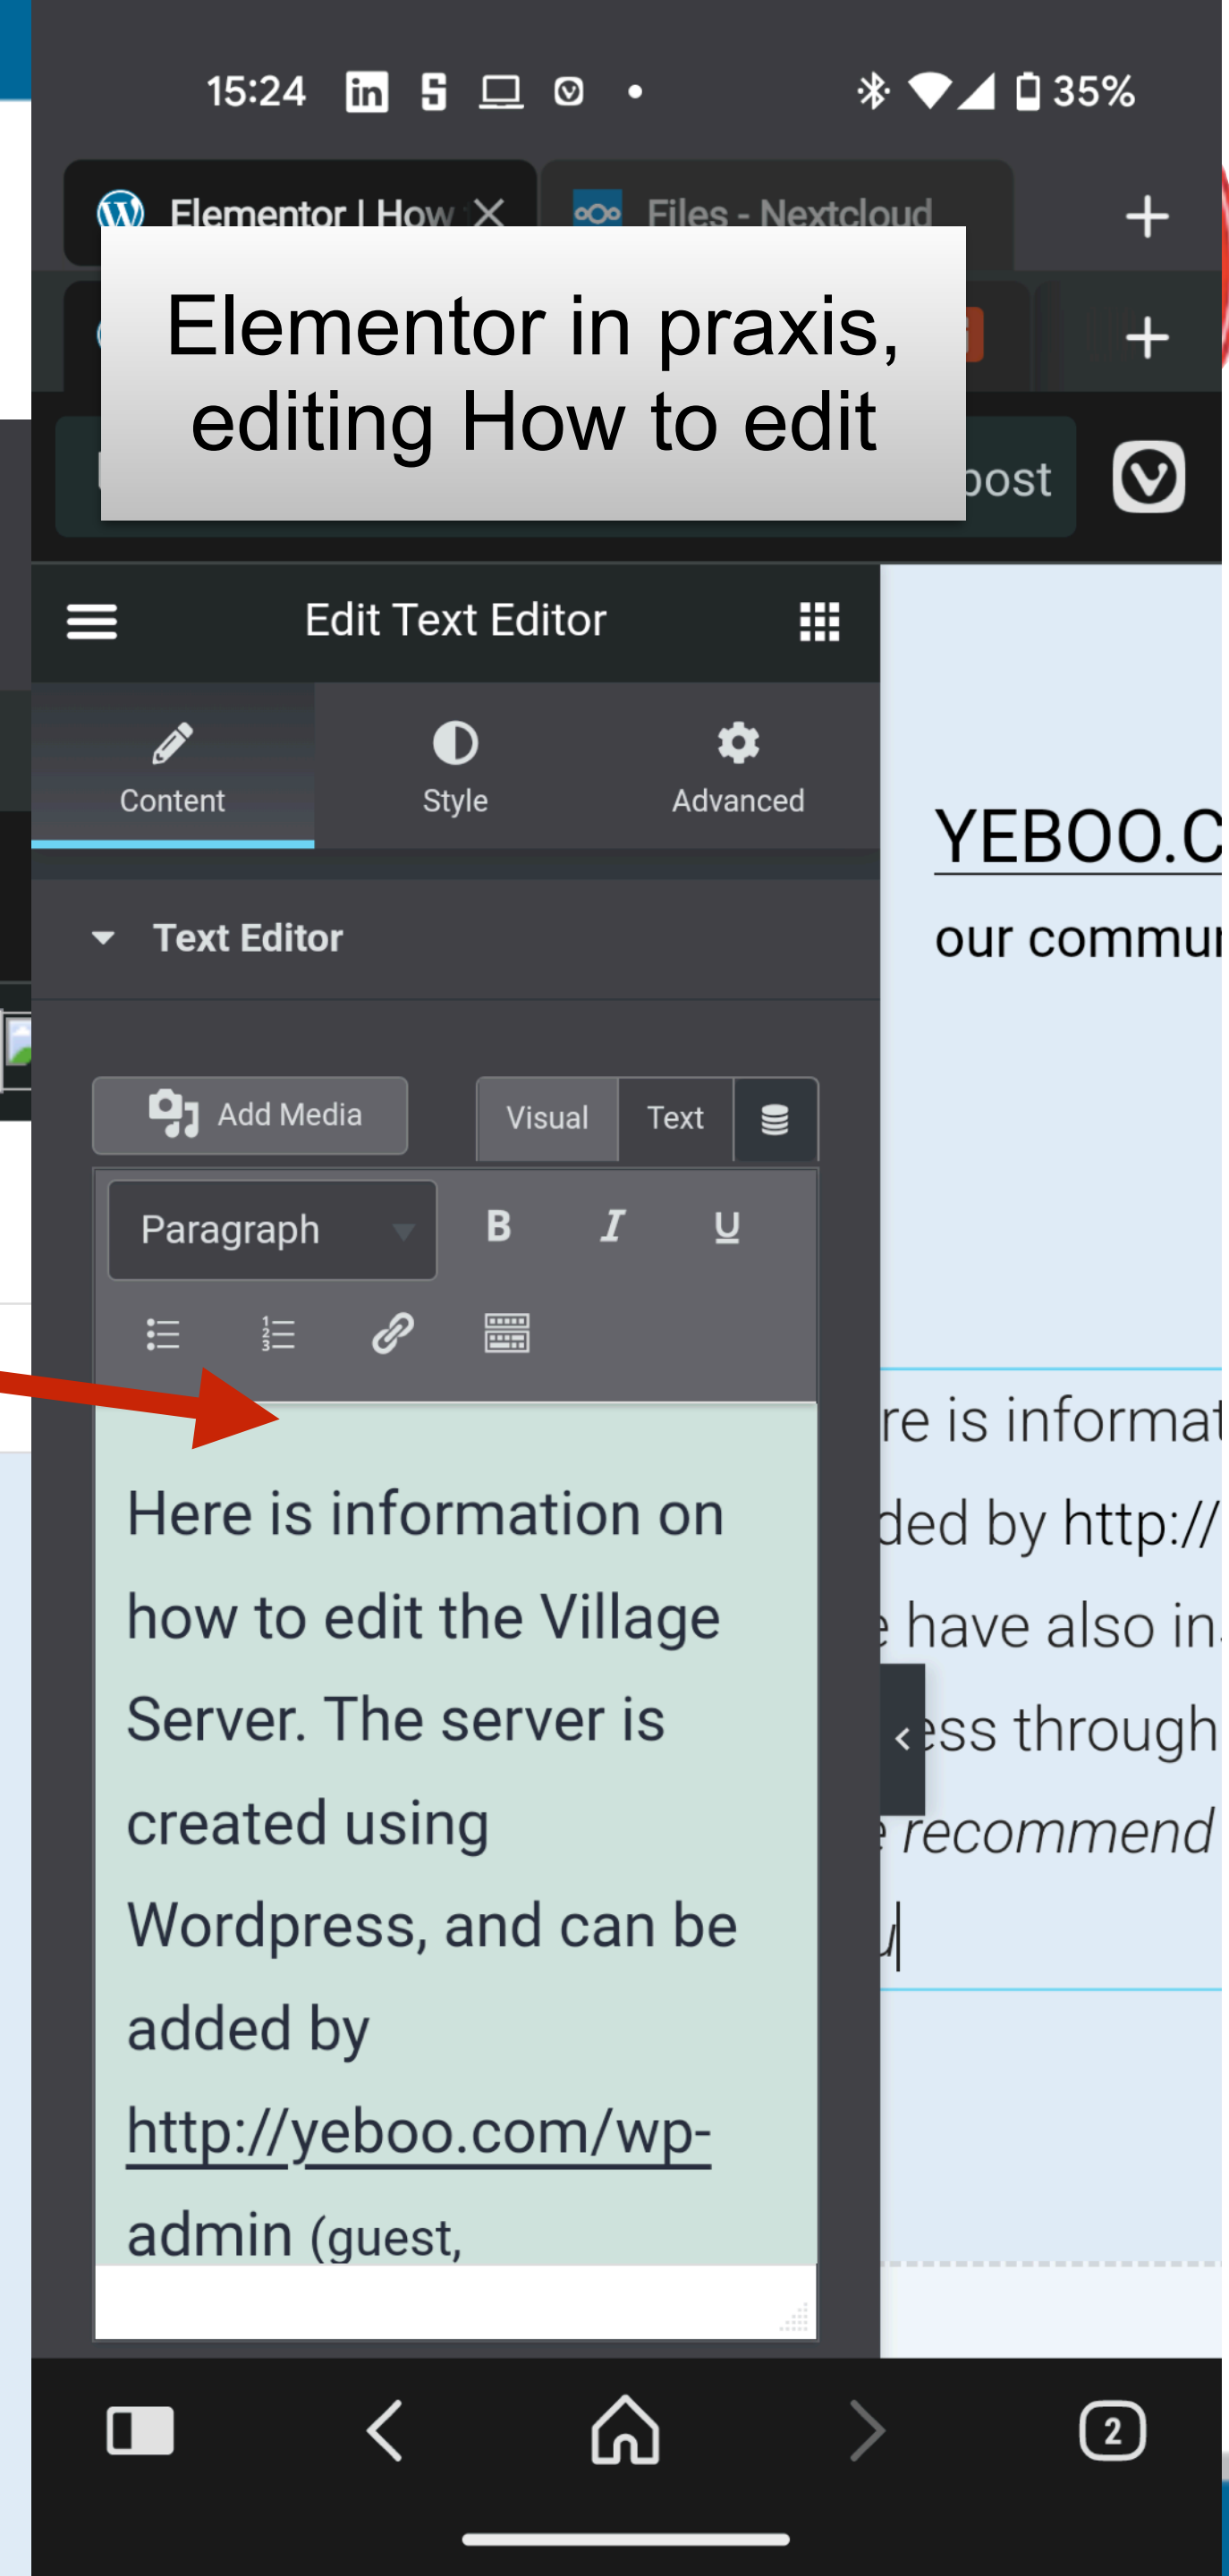 15:24
35%
Elementor | How
Files - Nextcloud
Elementor in praxis,
editing How to edit
post
Edit Text Editor
Content
Style
Advanced
YEBOO.C
our commun
Text Editor
Add Media
Visual
Text
Paragraph
B
I
U
Here is information on
how to edit the Village
Server. The server is
created using
Wordpress, and can be
added by
http://yeboo.com/wp-
admin (guest,
re is informat
ded by http://
e have also in
ess through
e recommend
u
2